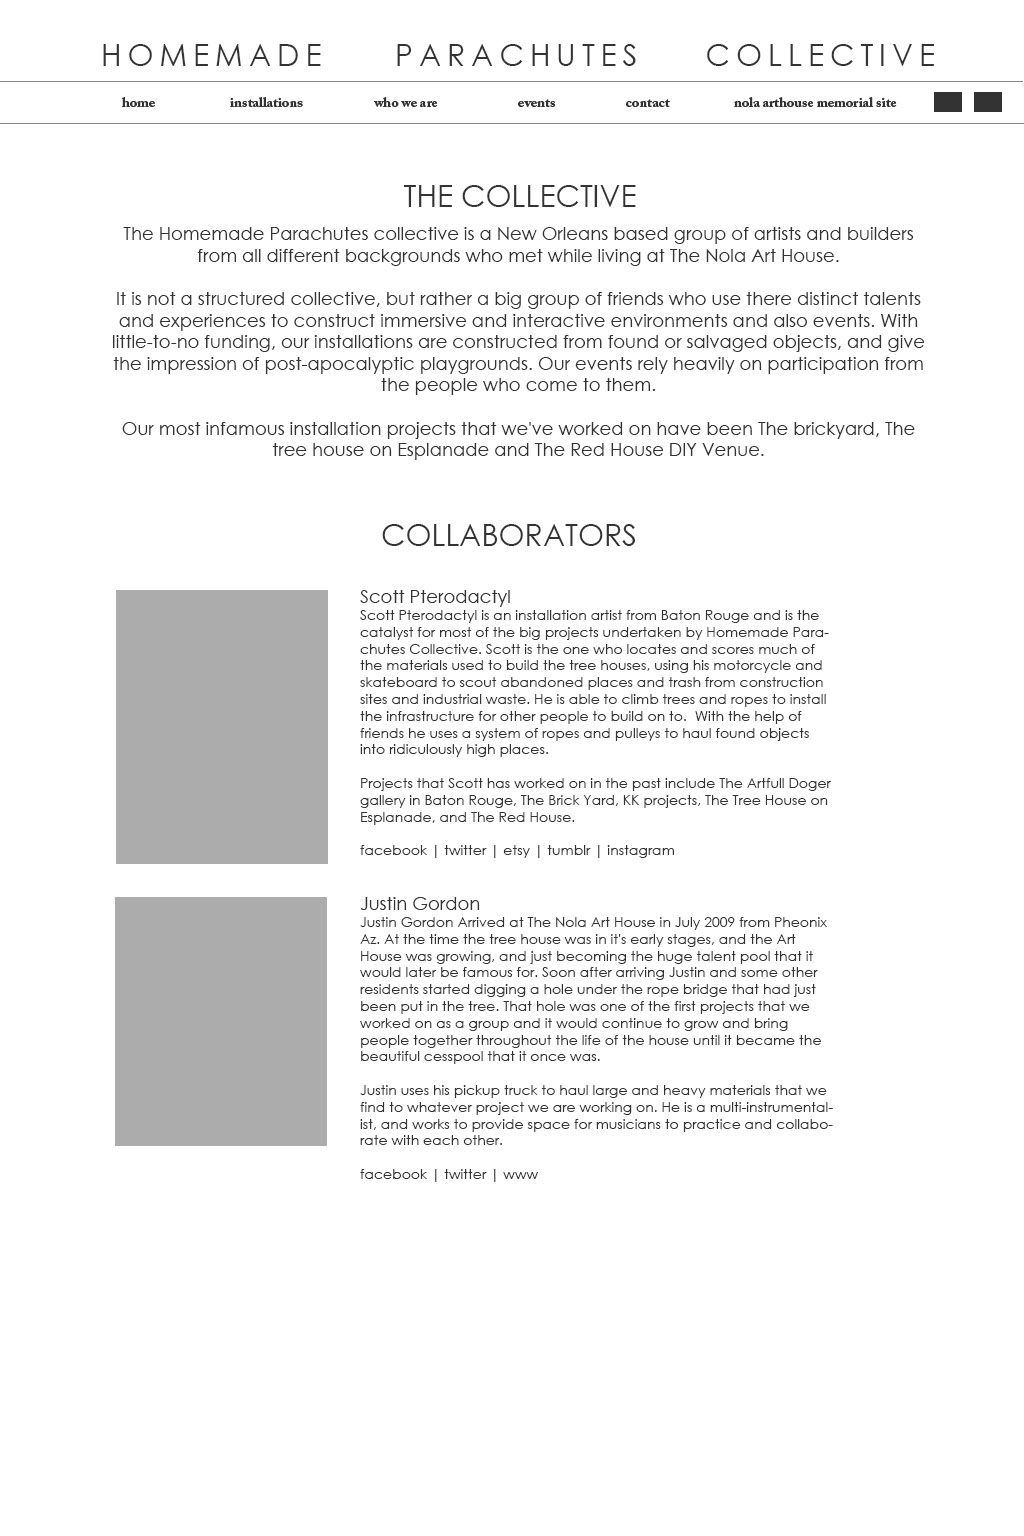 HOMEMADE PARACHUTES COLLECTIVE
home installations who we are events contact nola arthouse memorial site
THE COLLECTIVE
The Homemade Parachutes collective is a New Orleans based group of artists and builders
from all different backgrounds who met while living at The Nola Art House.
It is not a structured collective, but rather a big group of friends who use there distinct talents
and experiences to construct immersive and interactive environments and also events. With
little-to-no funding, our installations are constructed from found or salvaged objects, and give
the impression of post-apocalyptic playgrounds. Our events rely heavily on participation from
the people who come to them.
Our most infamous installation projects that we've worked on have been The brickyard, The
tree house on Esplanade and The Red House DIY Venue.
COLLABORATORS
Scott Pterodactyl
Scott Pterodactyl is an installation artist from Baton Rouge and is the
catalyst for most of the big projects undertaken by Homemade Para-
chutes Collective. Scott is the one who locates and scores much of
the materials used to build the tree houses, using his motorcycle and
skateboard to scout abandoned places and trash from construction
sites and industrial waste. He is able to climb trees and ropes to install
the infrastructure for other people to build on to. With the help of
friends he uses a system of ropes and pulleys to haul found objects
into ridiculously high places.
Projects that Scott has worked on in the past include The Artfull Doger
gallery in Baton Rouge, The Brick Yard, KK projects, The Tree House on
Esplanade, and The Red House.
facebook | twitter | etsy | tumblr | instagram
Justin Gordon
Justin Gordon Arrived at The Nola Art House in July 2009 from Pheonix
Az. At the time the tree house was in it's early stages, and the Art
House was growing, and just becoming the huge talent pool that it
would later be famous for. Soon after arriving Justin and some other
residents started digging a hole under the rope bridge that had just
been put in the tree. That hole was one of the first projects that we
worked on as a group and it would continue to grow and bring
people together throughout the life of the house until it became the
beautiful cesspool that it once was.
Justin uses his pickup truck to haul large and heavy materials that we
find to whatever project we are working on. He is a multi-instrumental-
ist, and works to provide space for musicians to practice and collabo-
rate with each other.
facebook | twitter | www